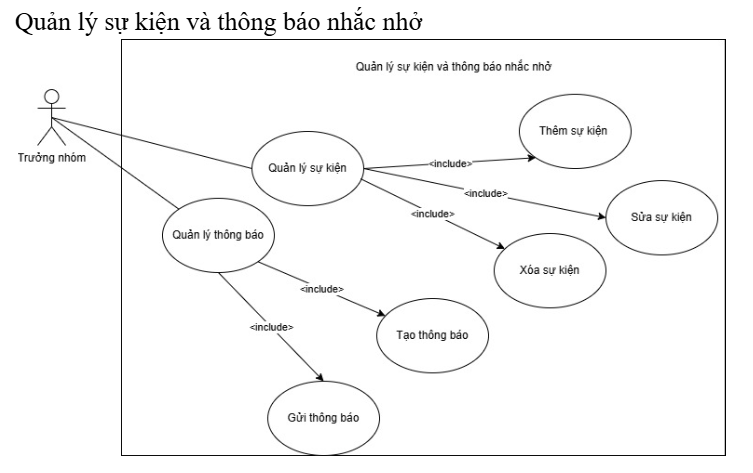 Quản lý sự kiện và thông báo nhắc nhở
Quản lý sự kiện và thông báo nhắc nhở
Trưởng nhóm
Quản lý sự kiện
<include>
Thêm sự kiện
<include>
Sửa sự kiện
<include>
Xóa sự kiện
Quản lý thông báo
<include>
Tạo thông báo
<include>
Gửi thông báo